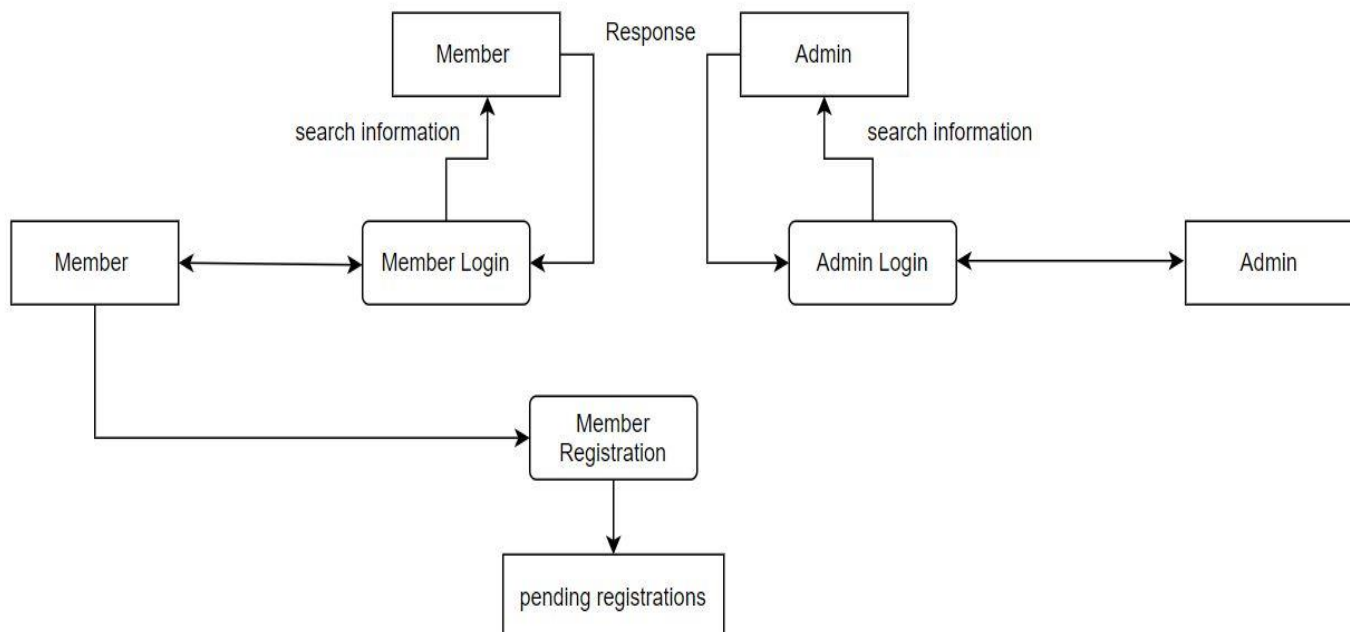 Member
Response
Admin
search information
search information
Member
Member Login
Admin Login
Admin
Member
Registration
pending registrations